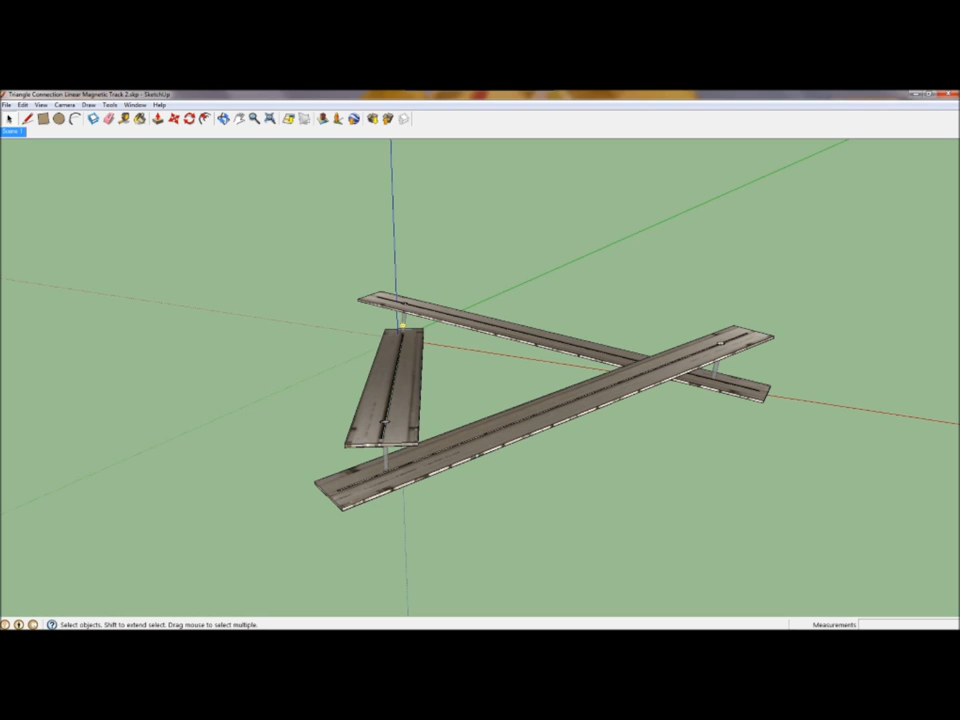 Triangle Connection Linear Magnetic Track 2.skp - SketchUp
File Edit View Camera Draw Tools Window Help
Scene 1
Select objects. Shift to extend select. Drag mouse to select multiple.
Measurements